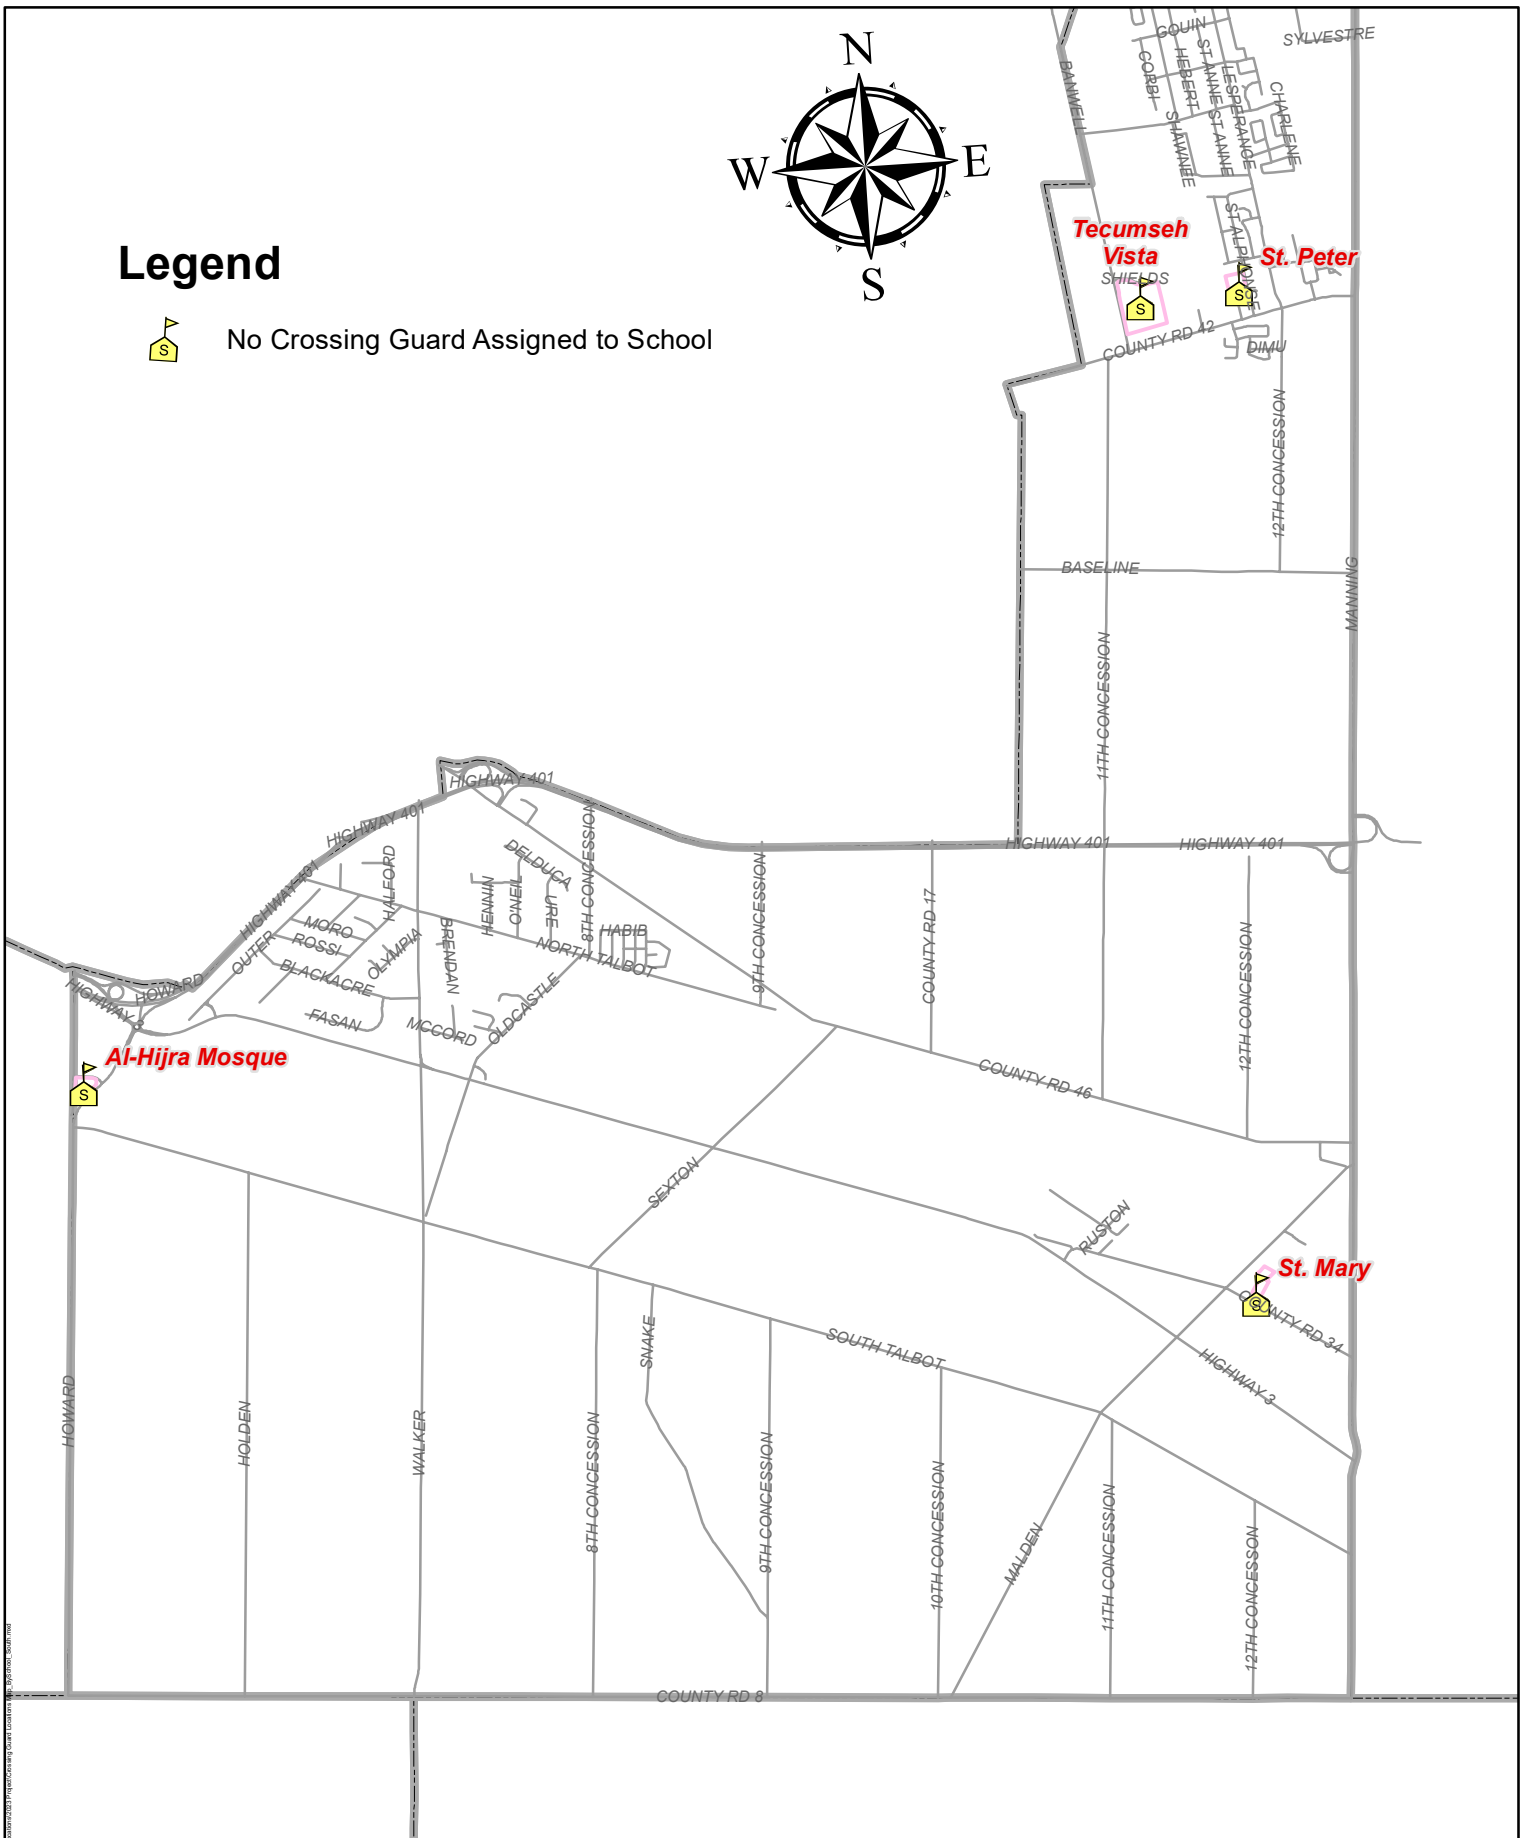 N
W
E
S
GOUIN
SYLVESTRE
BANWELL
CORBI
HEBERT
ST ANNE
ST ANNE
LESPERANCE
CHARLENE
SHAWNEE
ST ALPHONSE
Tecumseh
Vista
St. Peter
SHIELDS
S
S
COUNTY RD 42
DIMU
Legend
S
No Crossing Guard Assigned to School
12TH CONCESSION
BASELINE
MANNING
11TH CONCESSION
HIGHWAY 401
HIGHWAY 401
HIGHWAY 401
HIGHWAY 401
HIGHWAY 401
DELDUCA
8TH CONCESSION
HALFORD
HENNIN
O'NEIL
URE
9TH CONCESSION
COUNTY RD 17
12TH CONCESSION
MORO
ROSSI
OUTER
OLYMPIA
BRENDAN
HABIB
NORTH TALBOT
BLACKACRE
HOWARD
HIGHWAY 3
FASAN
MCCORD
OLDCASTLE
Al-Hijra Mosque
S
COUNTY RD 46
SEXTON
RUSTON
St. Mary
S
COUNTY RD 34
SOUTH TALBOT
HIGHWAY 3
SNAKE
HOWARD
HOLDEN
WALKER
8TH CONCESSION
9TH CONCESSION
10TH CONCESSION
MALDEN
11TH CONCESSION
12TH CONCESSON
COUNTY RD 8